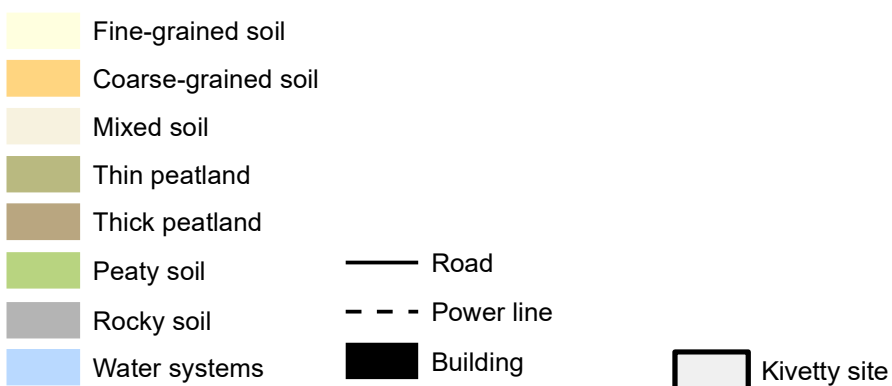 Fine-grained soil
Coarse-grained soil
Mixed soil
Thin peatland
Thick peatland
Peaty soil
Rocky soil
Water systems
Road
Power line
Building
Kivetty site